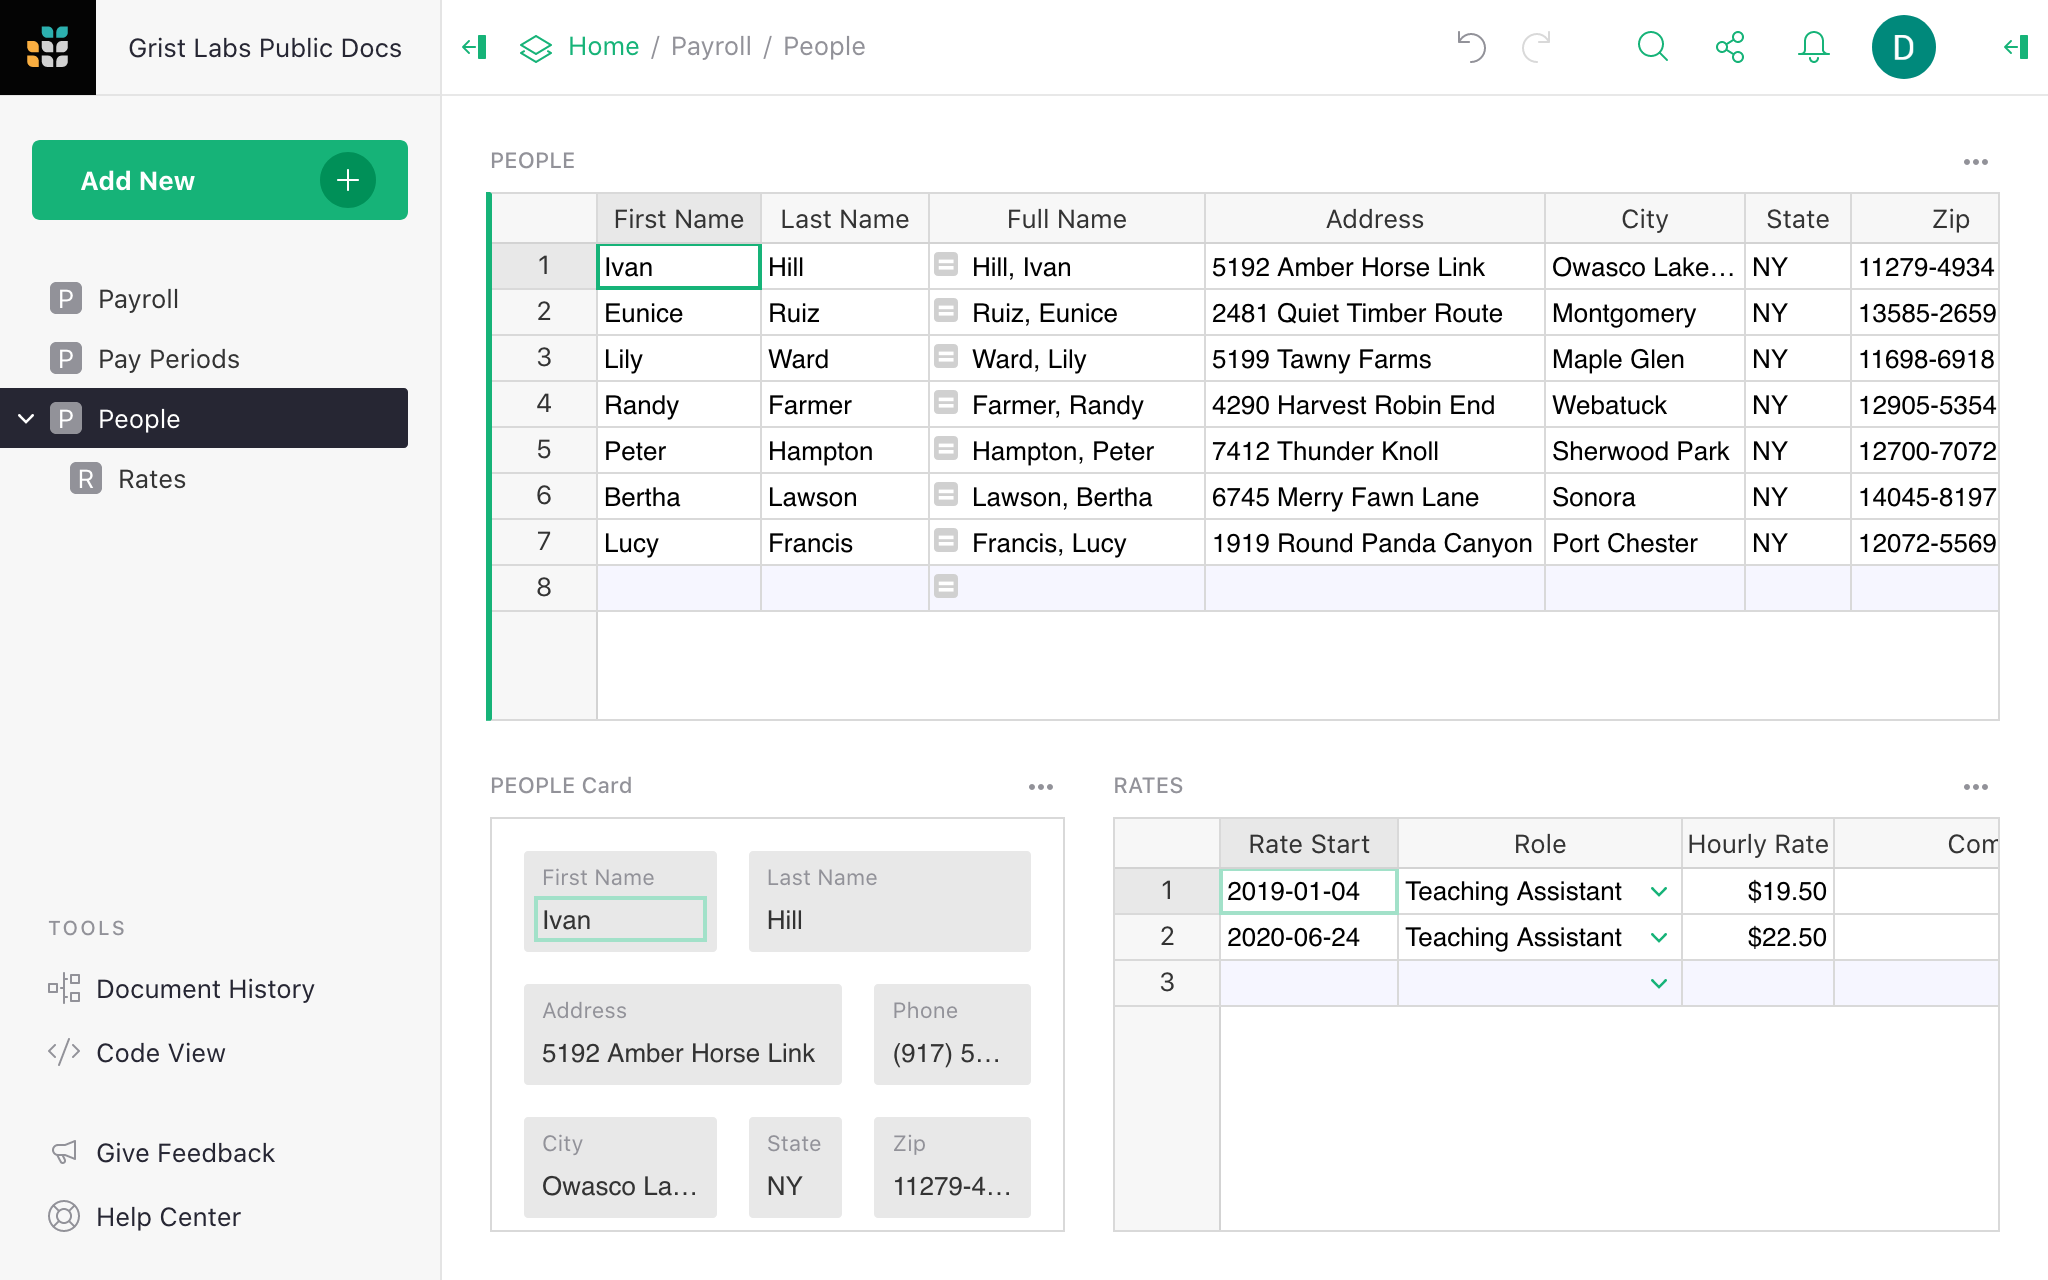 Grist Labs Public Docs
Home / Payroll / People
D
Add New
P Payroll
P Pay Periods
P People
R Rates
TOOLS
Document History
Code View
Give Feedback
Help Center
PEOPLE
First Name Last Name Full Name Address City State Zip
1 Ivan Hill Hill, Ivan 5192 Amber Horse Link Owasco Lake… NY 11279-4934
2 Eunice Ruiz Ruiz, Eunice 2481 Quiet Timber Route Montgomery NY 13585-2659
3 Lily Ward Ward, Lily 5199 Tawny Farms Maple Glen NY 11698-6918
4 Randy Farmer Farmer, Randy 4290 Harvest Robin End Webatuck NY 12905-5354
5 Peter Hampton Hampton, Peter 7412 Thunder Knoll Sherwood Park NY 12700-7072
6 Bertha Lawson Lawson, Bertha 6745 Merry Fawn Lane Sonora NY 14045-8197
7 Lucy Francis Francis, Lucy 1919 Round Panda Canyon Port Chester NY 12072-5569
8
PEOPLE Card
First Name Last Name
Ivan Hill
Address Phone
5192 Amber Horse Link (917) 5…
City State Zip
Owasco La… NY 11279-4…
RATES
Rate Start Role Hourly Rate Com
1 2019-01-04 Teaching Assistant $19.50
2 2020-06-24 Teaching Assistant $22.50
3